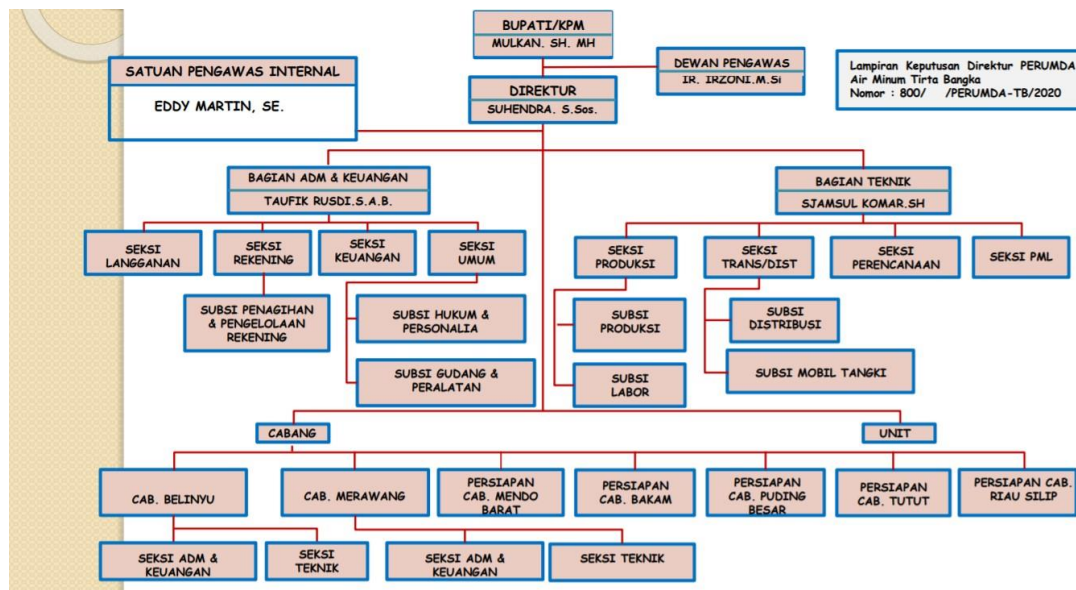 BUPATI/KPM
MULKAN. SH. MH
SATUAN PENGAWAS INTERNAL
EDDY MARTIN, SE.
DEWAN PENGAWAS
IR. IRZONI.M.Si
DIREKTUR
SUHENDRA. S.Sos.
Lampiran Keputusan Direktur PERUMDA
Air Minum Tirta Bangka
Nomor : 800/ /PERUMDA-TB/2020
BAGIAN ADM & KEUANGAN
TAUFIK RUSDI.S.A.B.
BAGIAN TEKNIK
SJAMSUL KOMAR.SH
SEKSI
LANGGANAN
SEKSI
REKENING
SEKSI
KEUANGAN
SEKSI
UMUM
SEKSI
PRODUKSI
SEKSI
TRANS/DIST
SEKSI
PERENCANAAN
SEKSI PML
SUBSI PENAGIHAN
& PENGELOLAAN
REKENING
SUBSI HUKUM &
PERSONALIA
SUBSI GUDANG &
PERALATAN
SUBSI
PRODUKSI
SUBSI
LABOR
SUBSI
DISTRIBUSI
SUBSI MOBIL TANGKI
CABANG
UNIT
CAB. BELINYU
CAB. MERAWANG
PERSIAPAN
CAB. MENDO
BARAT
PERSIAPAN
CAB. BAKAM
PERSIAPAN
CAB. PUDING
BESAR
PERSIAPAN
CAB. TUTUT
PERSIAPAN CAB.
RIAU SILIP
SEKSI ADM &
KEUANGAN
SEKSI
TEKNIK
SEKSI ADM &
KEUANGAN
SEKSI TEKNIK